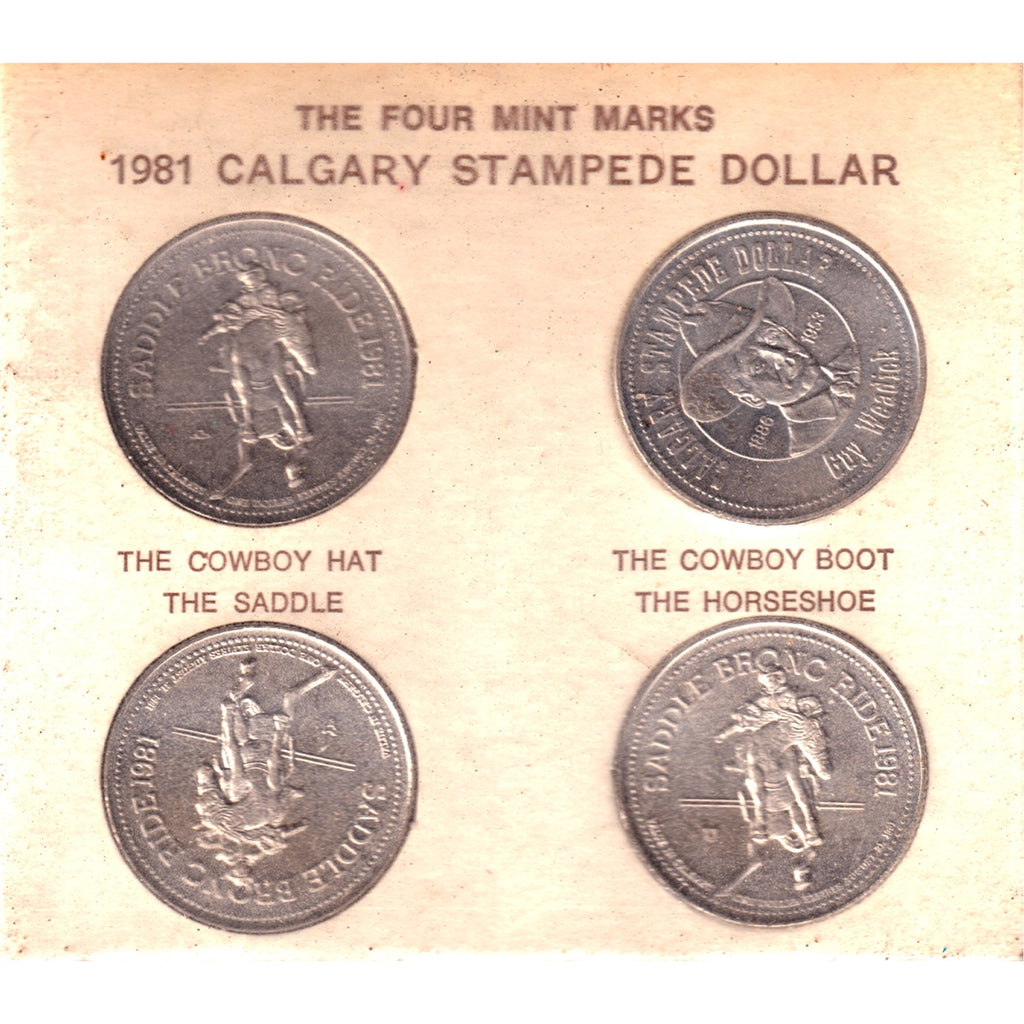 THE FOUR MINT MARKS
1981 CALGARY STAMPEDE DOLLAR
SADDLE BRONC RIDE 1981
CALGARY STAMPEDE DOLLAR
1886
1953
Guy Weadick
THE COWBOY HAT
THE SADDLE
THE COWBOY BOOT
THE HORSESHOE
SADDLE BRONC RIDE 1981
SADDLE BRONC RIDE 1981